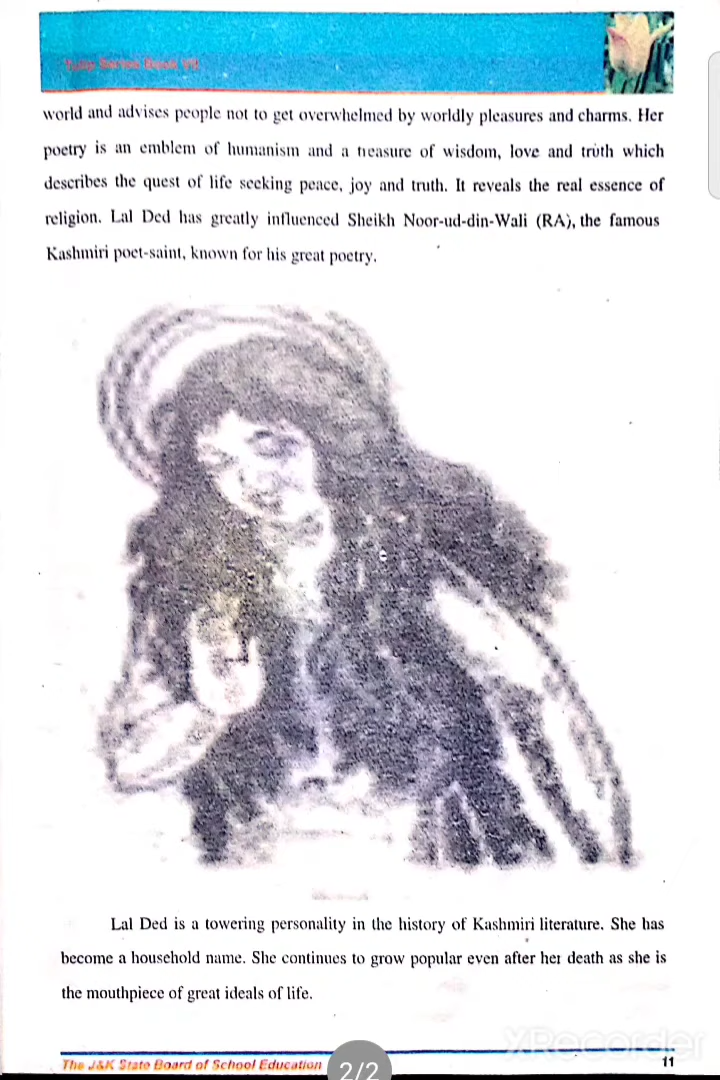 Tulip Series Book VII
world and advises people not to get overwhelmed by worldly pleasures and charms. Her
poetry is an emblem of humanism and a treasure of wisdom, love and truth which
describes the quest of life seeking peace, joy and truth. It reveals the real essence of
religion. Lal Ded has greatly influenced Sheikh Noor-ud-din-Wali (RA), the famous
Kashmiri poet-saint, known for his great poetry.
Lal Ded is a towering personality in the history of Kashmiri literature. She has
become a household name. She continues to grow popular even after her death as she is
the mouthpiece of great ideals of life.
XRecorder
The J&K State Board of School Education
2/2
11